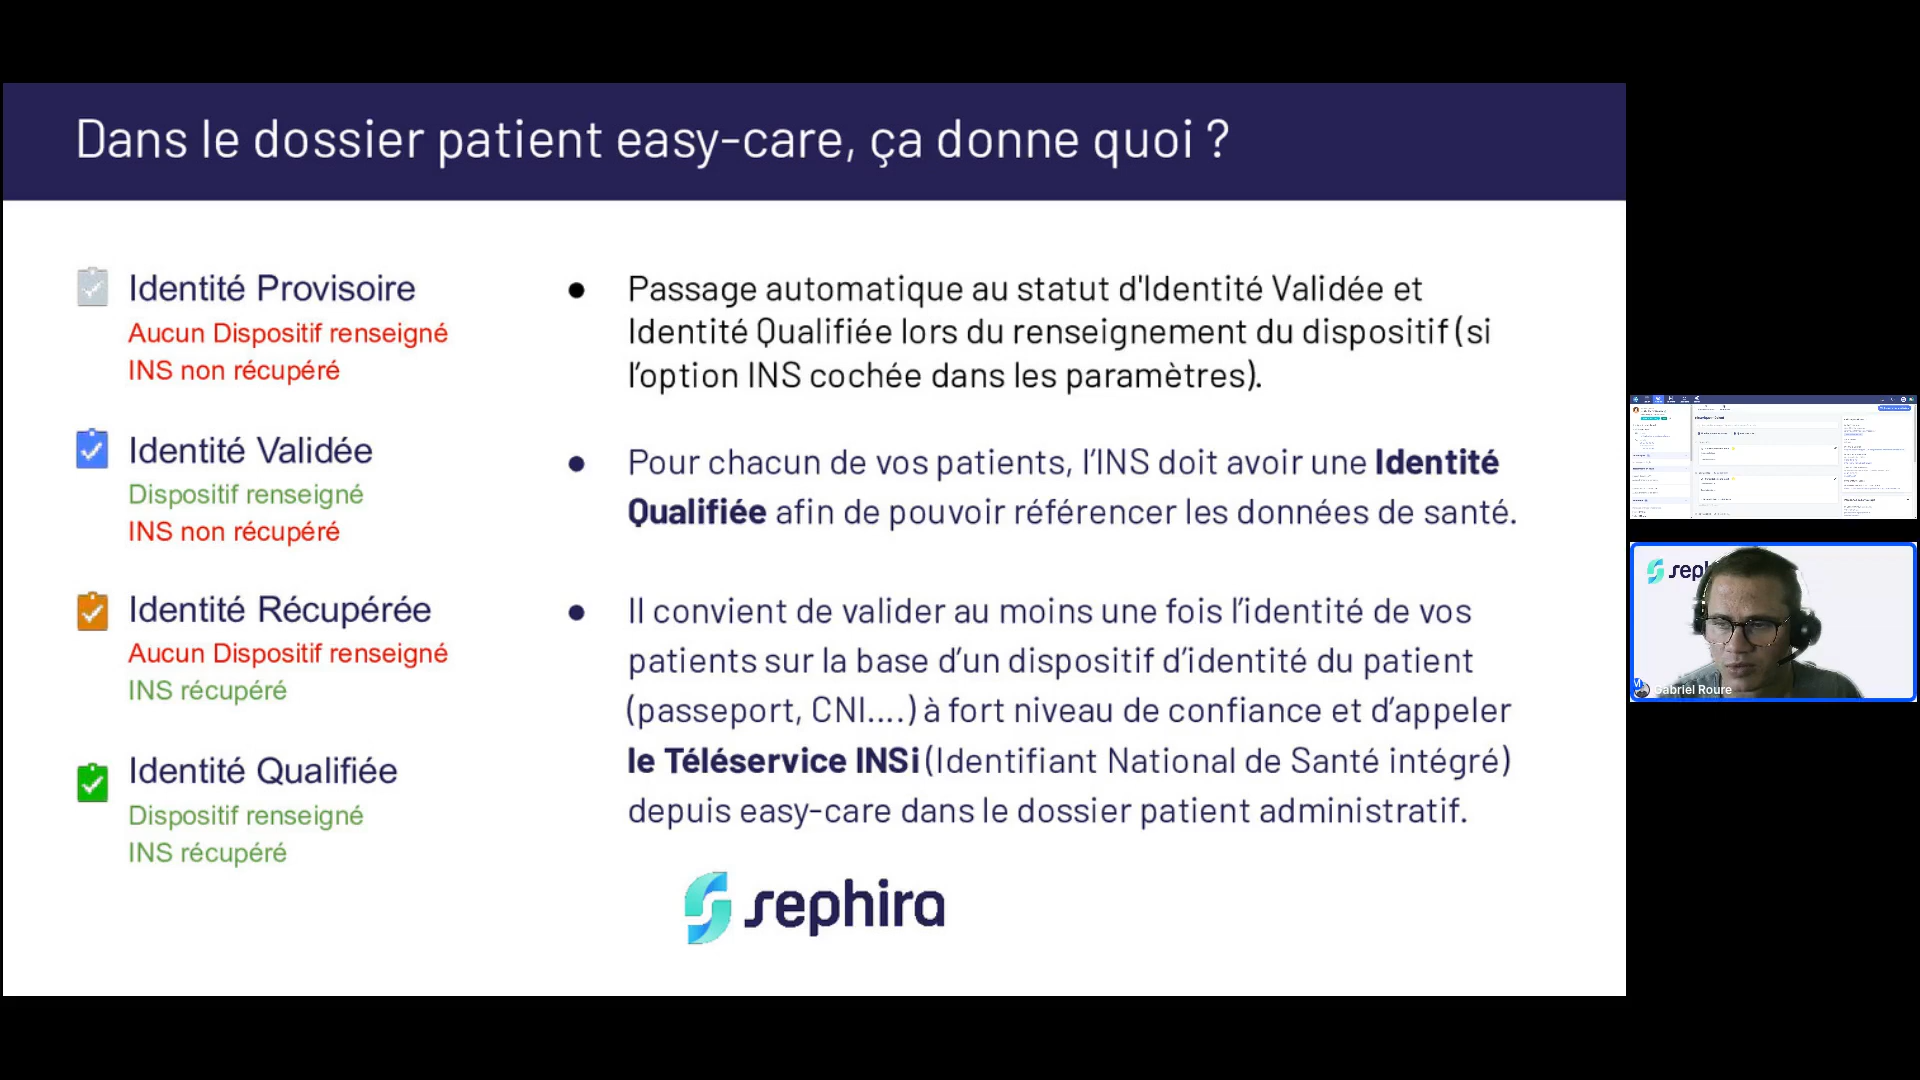 Dans le dossier patient easy-care, ça donne quoi ?
Identité Provisoire
Aucun Dispositif renseigné
INS non récupéré
Identité Validée
Dispositif renseigné
INS non récupéré
Identité Récupérée
Aucun Dispositif renseigné
INS récupéré
Identité Qualifiée
Dispositif renseigné
INS récupéré
● Passage automatique au statut d'Identité Validée et
Identité Qualifiée lors du renseignement du dispositif (si
l'option INS cochée dans les paramètres).
● Pour chacun de vos patients, l'INS doit avoir une Identité
Qualifiée afin de pouvoir référencer les données de santé.
● Il convient de valider au moins une fois l'identité de vos
patients sur la base d'un dispositif d'identité du patient
(passeport, CNI....) à fort niveau de confiance et d'appeler
le Téléservice INSi (Identifiant National de Santé intégré)
depuis easy-care dans le dossier patient administratif.
sephira
seph
Gabriel Roure